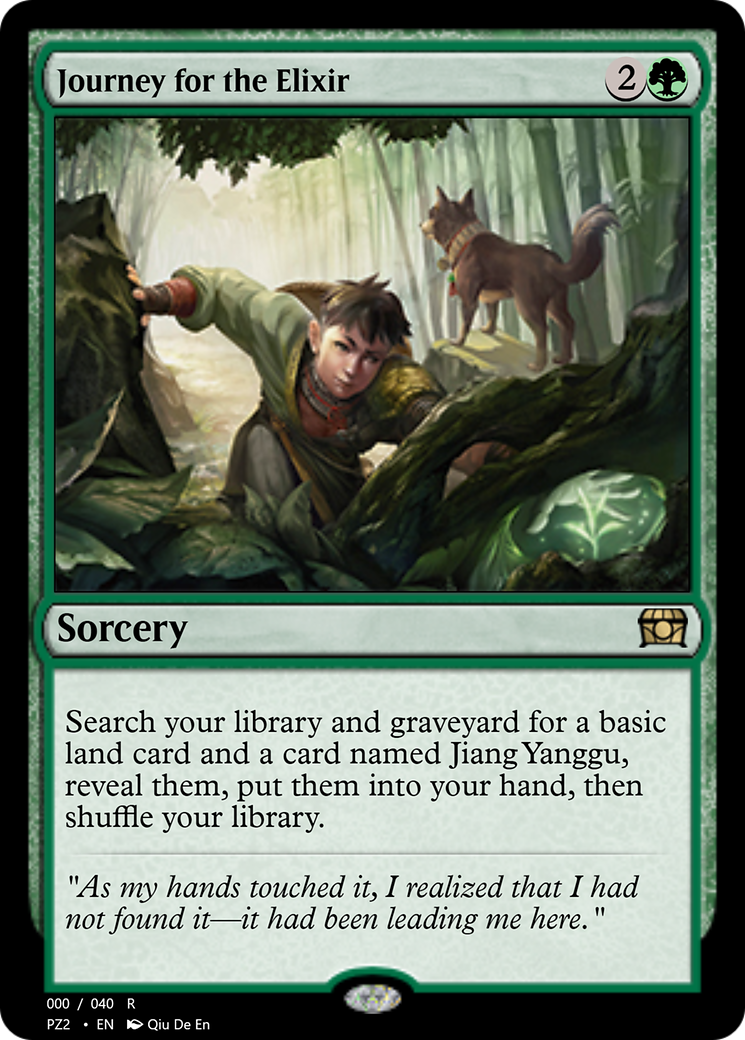 Journey for the Elixir
2
Sorcery
Search your library and graveyard for a basic
land card and a card named Jiang Yanggu,
reveal them, put them into your hand, then
shuffle your library.
"As my hands touched it, I realized that I had
not found it—it had been leading me here."
000 / 040 R
PZ2 • EN Qiu De En